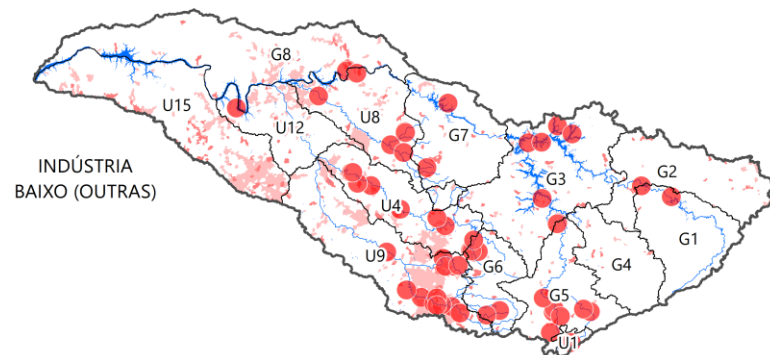 G8
U15
U8
U12
G7
INDÚSTRIA
BAIXO (OUTRAS)
G2
G3
U4
G1
G4
U9
G6
G5
U1